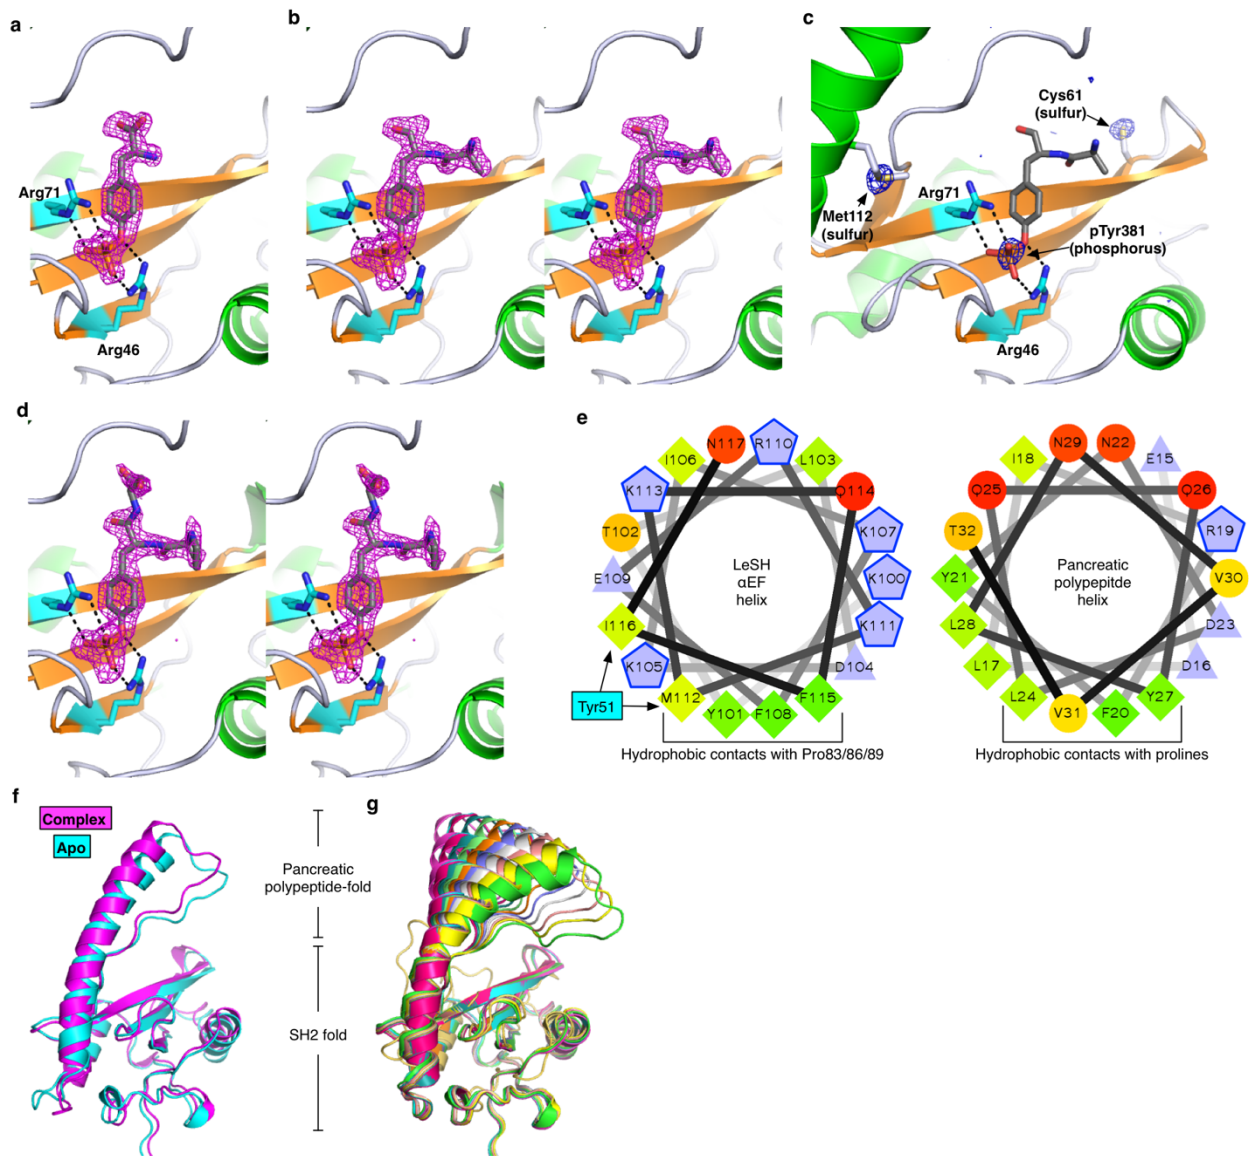 a
Arg71
Arg46
b
c
Cys61
(sulfur)
Arg71
Met112
(sulfur)
pTyr381
(phosphorus)
Arg46
d
e
N117
R110
I106
L103
K113
Q114
T102
K107
E109
K100
I116
K111
K105
D104
M112
F115
Y101
F108
LeSH
αEF
helix
Tyr51
Hydrophobic contacts with Pro83/86/89
N29
N22
I18
E15
Q25
Q26
T32
R19
Y21
V30
L28
D23
L17
D16
L24
Y27
V31
F20
Pancreatic
polypepitde
helix
Hydrophobic contacts with prolines
f
Complex
Apo
Pancreatic
polypeptide-fold
SH2 fold
g